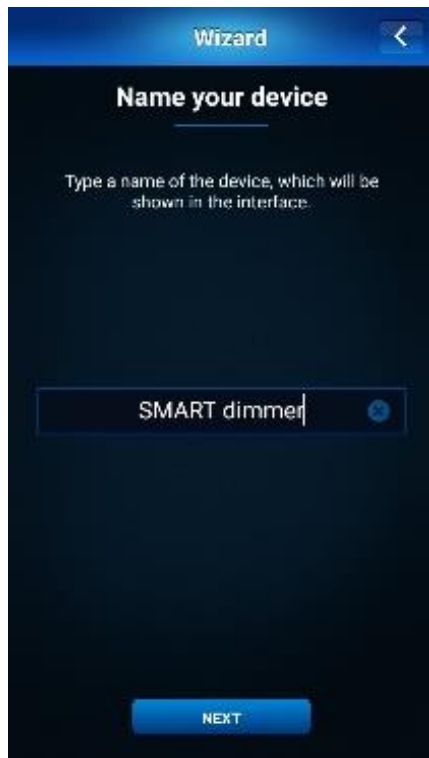 Wizard
Name your device
Type a name of the device, which will be
shown in the interface.
SMART dimmer
NEXT